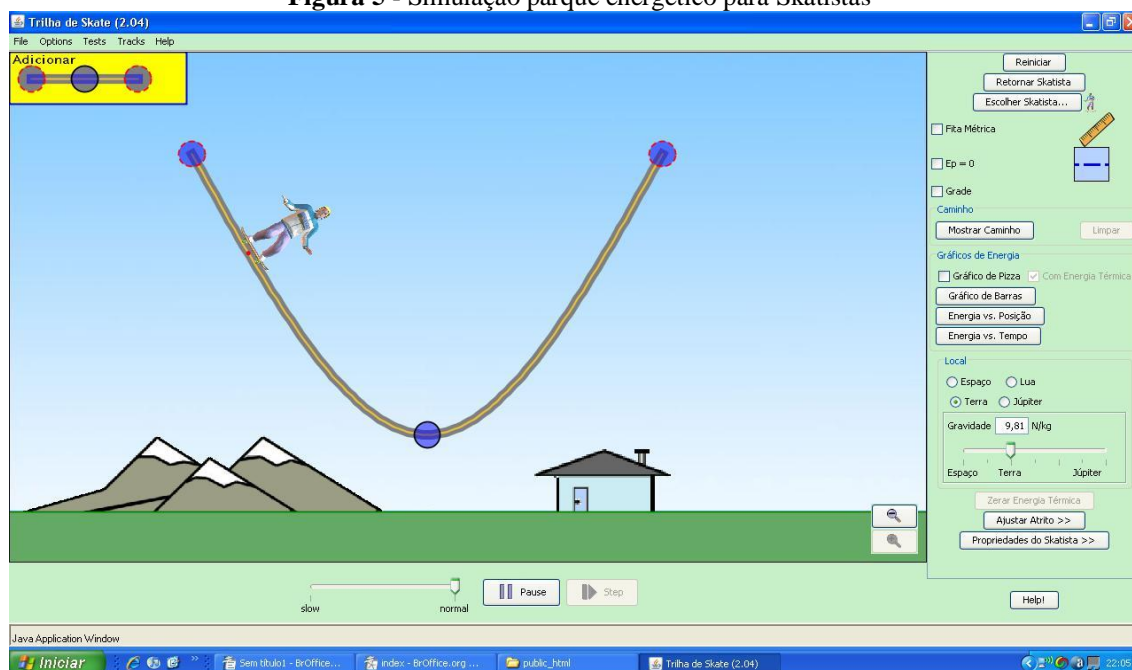 Figura 5 - Simulação parque energético para Skatistas
Trilha de Skate (2.04)
File Options Tests Tracks Help
Adicionar
Reiniciar
Retornar Skatista
Escolher Skatista...
Fita Métrica
Ep = 0
Grade
Caminho
Mostrar Caminho Limpar
Gráficos de Energia
Gráfico de Pizza Com Energia Térmica
Gráfico de Barras
Energia vs. Posição
Energia vs. Tempo
Local
Espaço Lua
Terra Júpiter
Gravidade 9,81 N/kg
Espaço Terra Júpiter
Zerar Energia Térmica
Ajustar Atrito >>
Propriedades do Skatista >>
slow normal
Pause
Step
Help!
Java Application Window
Iniciar
Sem título1 - BrOffice...
index - BrOffice.org ...
public_html
Trilha de Skate (2.04)
22:05